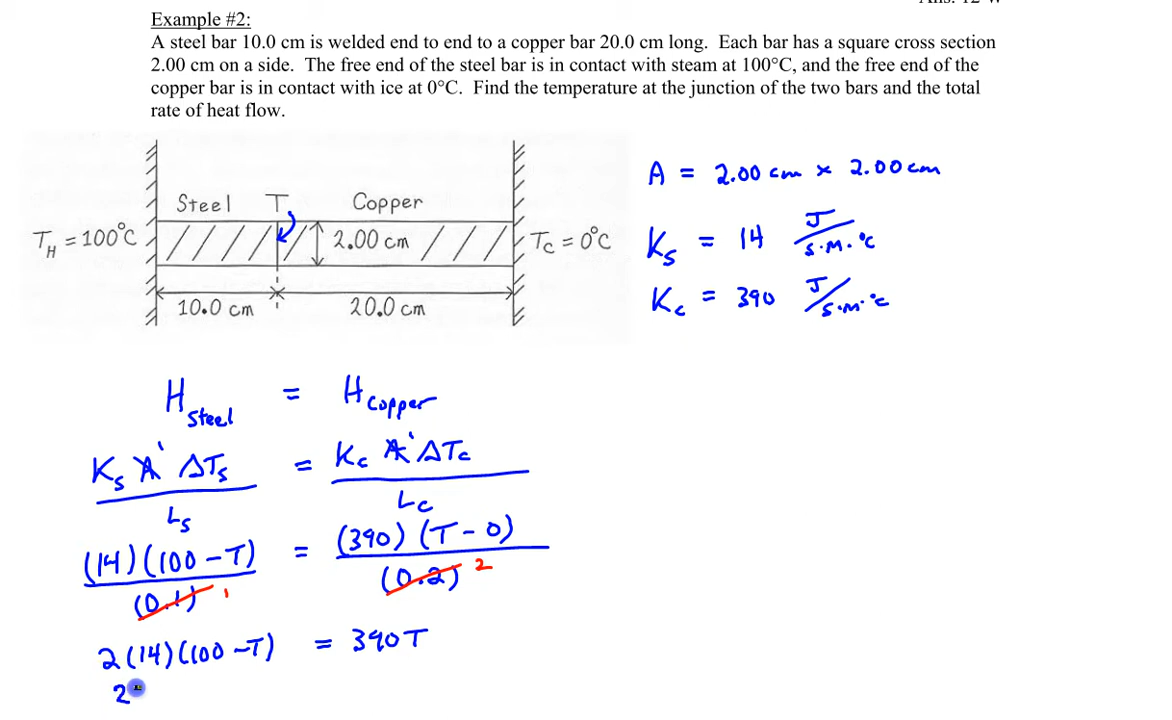 Example #2:
A steel bar 10.0 cm is welded end to end to a copper bar 20.0 cm long. Each bar has a square cross section
2.00 cm on a side. The free end of the steel bar is in contact with steam at 100°C, and the free end of the
copper bar is in contact with ice at 0°C. Find the temperature at the junction of the two bars and the total
rate of heat flow.
Steel T Copper
T_H = 100°C 2.00 cm T_C = 0°C
10.0 cm 20.0 cm
A = 2.00 cm × 2.00 cm
K_s = 14 J/s·m·°C
K_c = 390 J/s·m·°C
H_steel = H_copper
K_s A ΔT_s / L_s = K_c A ΔT_c / L_c
(14)(100 - T) / (0.1) 1 = (390)(T - 0) / (0.2) 2
2(14)(100 - T) = 390T
2